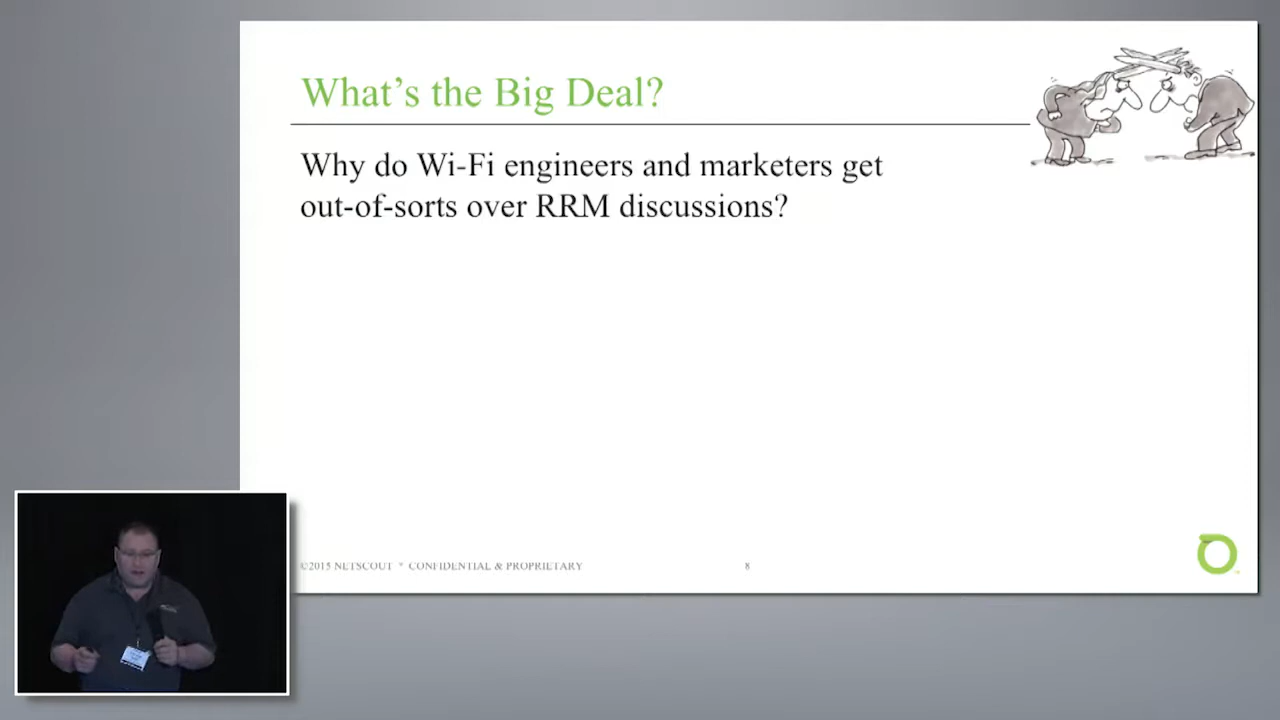 What's the Big Deal?
Why do Wi-Fi engineers and marketers get
out-of-sorts over RRM discussions?
©2015 NETSCOUT * CONFIDENTIAL & PROPRIETARY
8